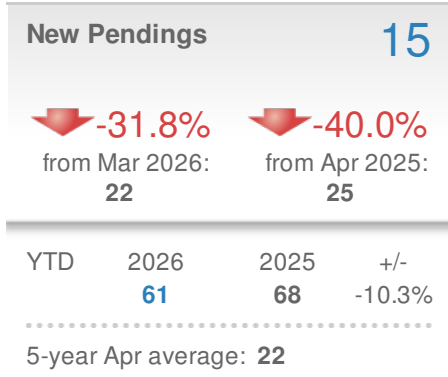 New Pendings 15
-31.8% -40.0%
from Mar 2026: from Apr 2025:
22 25
YTD 2026 2025 +/-
61 68 -10.3%
5-year Apr average: 22